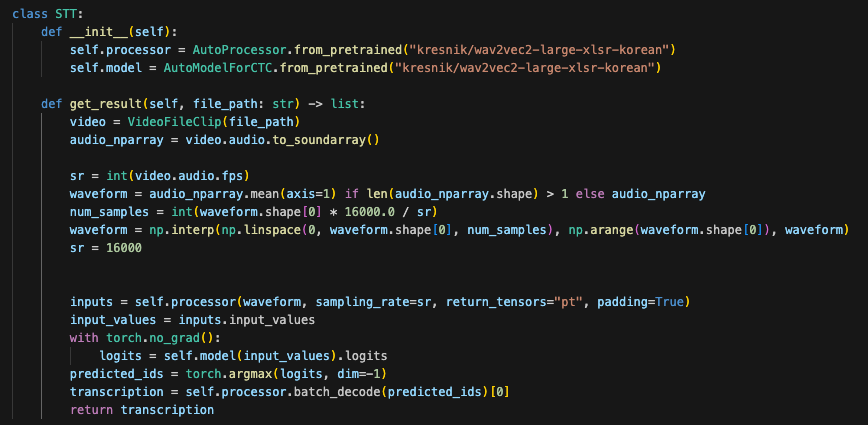 class STT:
    def __init__(self):
        self.processor = AutoProcessor.from_pretrained("kresnik/wav2vec2-large-xlsr-korean")
        self.model = AutoModelForCTC.from_pretrained("kresnik/wav2vec2-large-xlsr-korean")
    def get_result(self, file_path: str) -> list:
        video = VideoFileClip(file_path)
        audio_nparray = video.audio.to_soundarray()
        sr = int(video.audio.fps)
        waveform = audio_nparray.mean(axis=1) if len(audio_nparray.shape) > 1 else audio_nparray
        num_samples = int(waveform.shape[0] * 16000.0 / sr)
        waveform = np.interp(np.linspace(0, waveform.shape[0], num_samples), np.arange(waveform.shape[0]), waveform)
        sr = 16000
        inputs = self.processor(waveform, sampling_rate=sr, return_tensors="pt", padding=True)
        input_values = inputs.input_values
        with torch.no_grad():
            logits = self.model(input_values).logits
        predicted_ids = torch.argmax(logits, dim=-1)
        transcription = self.processor.batch_decode(predicted_ids)[0]
        return transcription